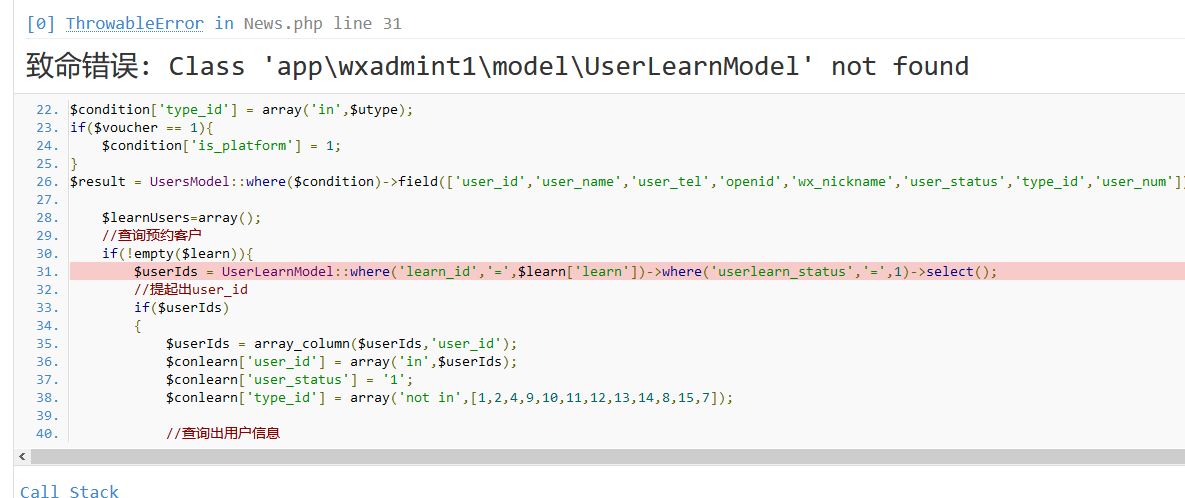 [0] ThrowableError in News.php line 31
致命错误: Class 'app\wxadmint1\model\UserLearnModel' not found
22. $condition['type_id'] = array('in',$utype);
23. if($voucher == 1){
24. $condition['is_platform'] = 1;
25. }
26. $result = UsersModel::where($condition)->field(['user_id','user_name','user_tel','openid','wx_nickname','user_status','type_id','user_num']
27.
28. $learnUsers=array();
29. //查询预约客户
30. if(!empty($learn)){
31. $userIds = UserLearnModel::where('learn_id','=',$learn['learn'])->where('userlearn_status','=',1)->select();
32. //提起出user_id
33. if($userIds)
34. {
35. $userIds = array_column($userIds,'user_id');
36. $conlearn['user_id'] = array('in',$userIds);
37. $conlearn['user_status'] = '1';
38. $conlearn['type_id'] = array('not in',[1,2,4,9,10,11,12,13,14,8,15,7]);
39.
40. //查询出用户信息
Call Stack